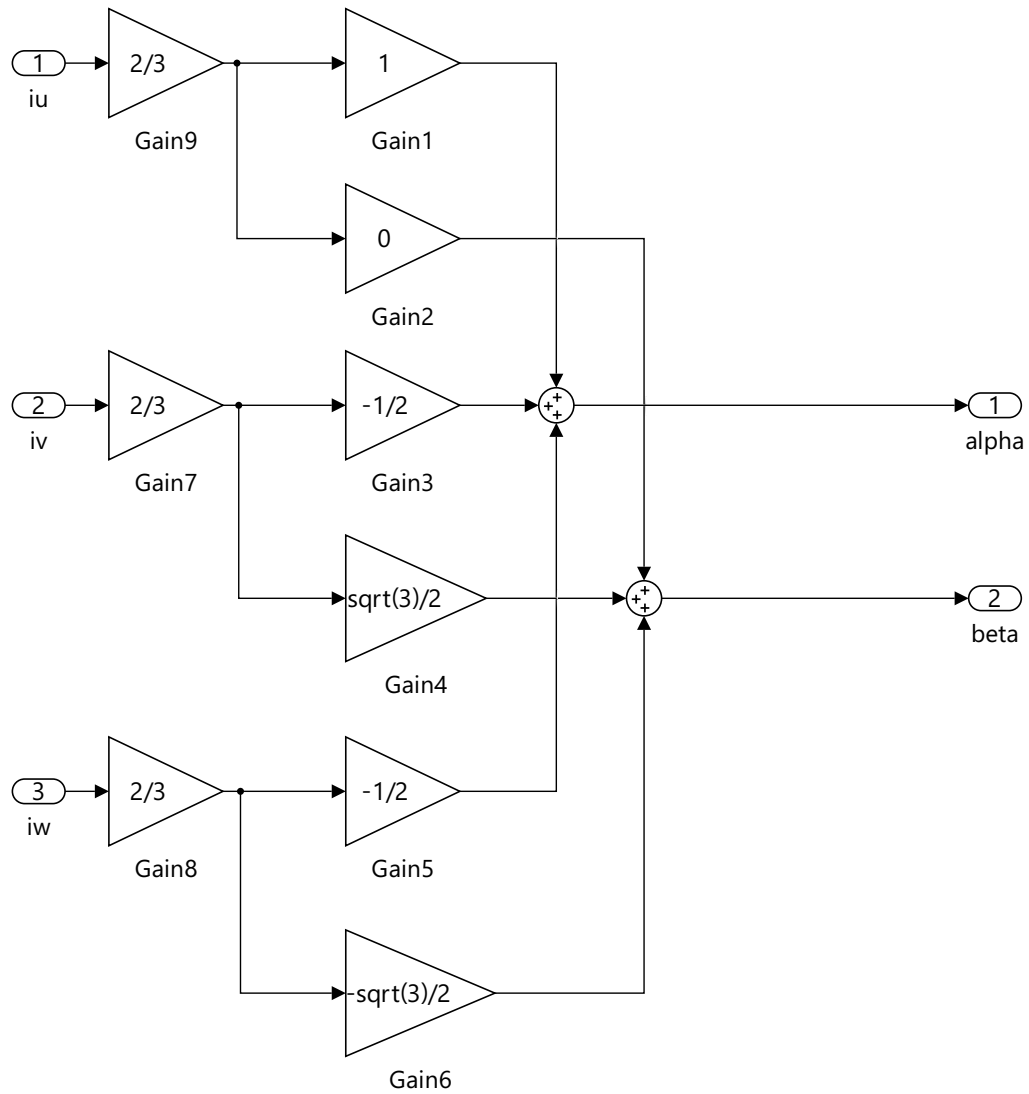 1
iu
2/3
Gain9
1
Gain1
0
Gain2
2
iv
2/3
Gain7
-1/2
Gain3
+
+
+
1
alpha
sqrt(3)/2
Gain4
+
+
+
2
beta
3
iw
2/3
Gain8
-1/2
Gain5
-sqrt(3)/2
Gain6